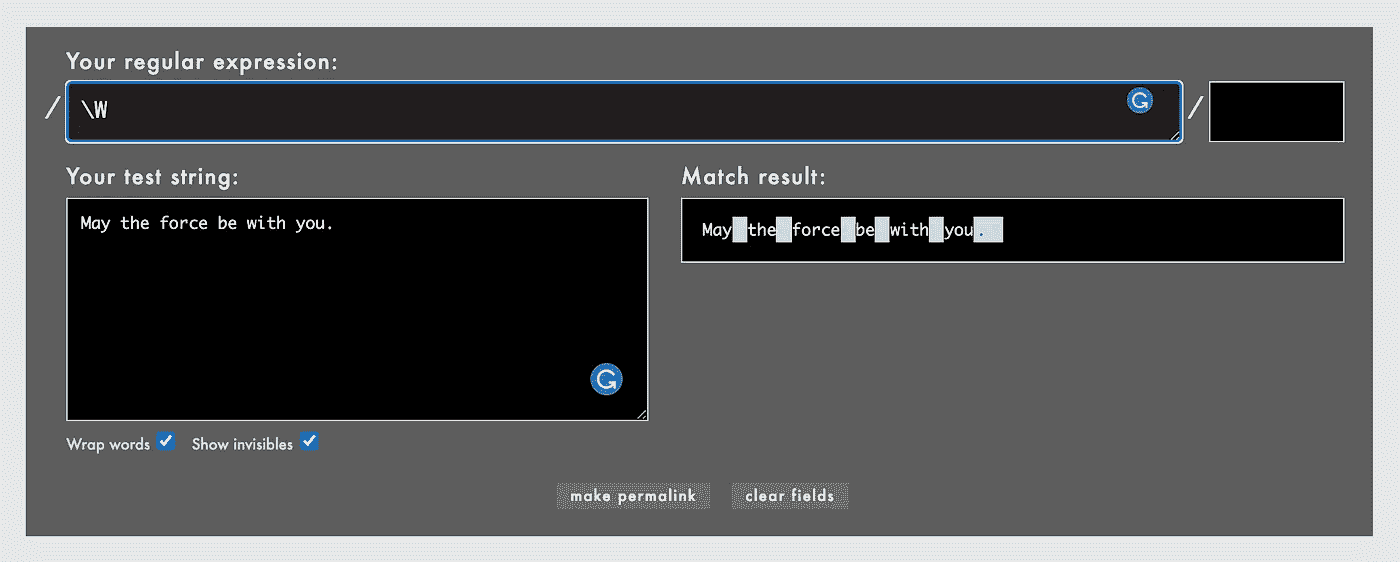 Your regular expression:
/ \W /
Your test string:
May the force be with you.
Match result:
May the force be with you.
Wrap words Show invisibles
make permalink clear fields